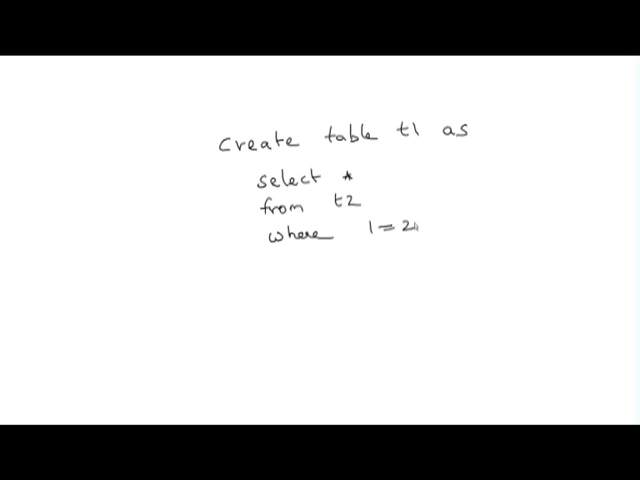 create table t1 as
select *
from t2
where 1=2